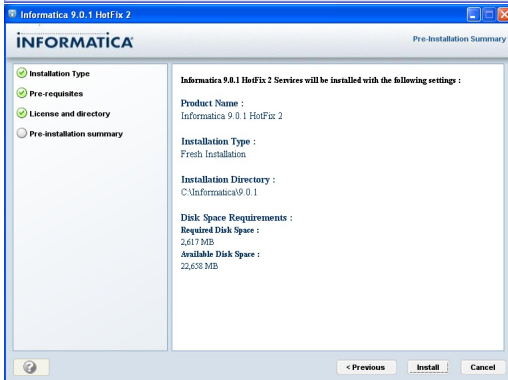 Informatica 9.0.1 HotFix 2
INFORMATICA
Pre-Installation Summary
Installation Type
Pre-requisites
License and directory
Pre-installation summary
Informatica 9.0.1 HotFix 2 Services will be installed with the following settings :
Product Name :
Informatica 9.0.1 HotFix 2
Installation Type :
Fresh Installation
Installation Directory :
C:\Informatica\9.0.1
Disk Space Requirements :
Required Disk Space :
2,617 MB
Available Disk Space :
22,658 MB
?
< Previous
Install
Cancel